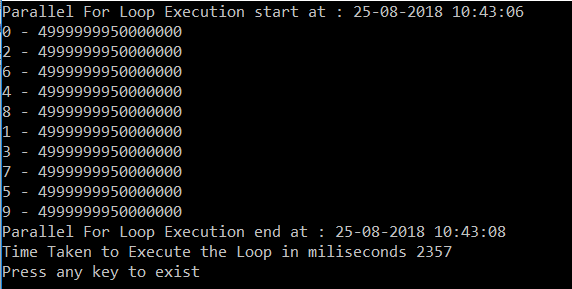 Parallel For Loop Execution start at : 25-08-2018 10:43:06
0 - 4999999950000000
2 - 4999999950000000
6 - 4999999950000000
4 - 4999999950000000
8 - 4999999950000000
1 - 4999999950000000
3 - 4999999950000000
7 - 4999999950000000
5 - 4999999950000000
9 - 4999999950000000
Parallel For Loop Execution end at : 25-08-2018 10:43:08
Time Taken to Execute the Loop in miliseconds 2357
Press any key to exist